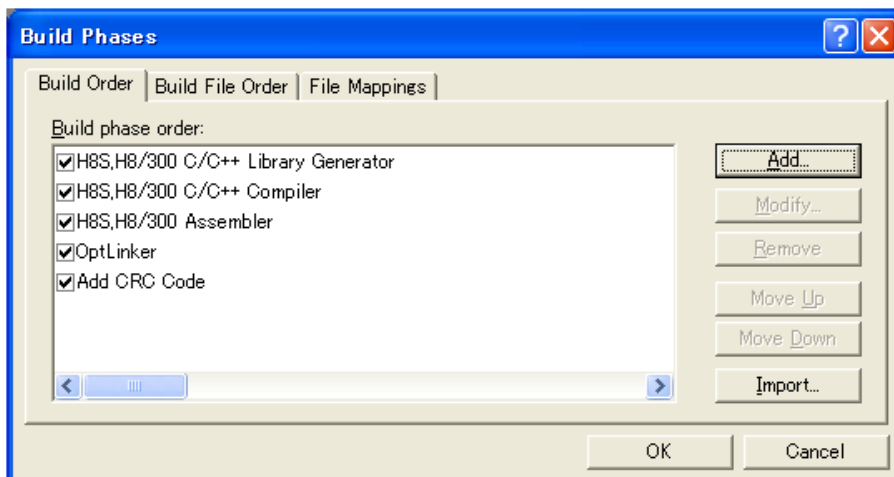 Build Phases
Build Order
Build File Order
File Mappings
Build phase order:
H8S,H8/300 C/C++ Library Generator
H8S,H8/300 C/C++ Compiler
H8S,H8/300 Assembler
OptLinker
Add CRC Code
Add...
Modify...
Remove
Move Up
Move Down
Import...
OK
Cancel